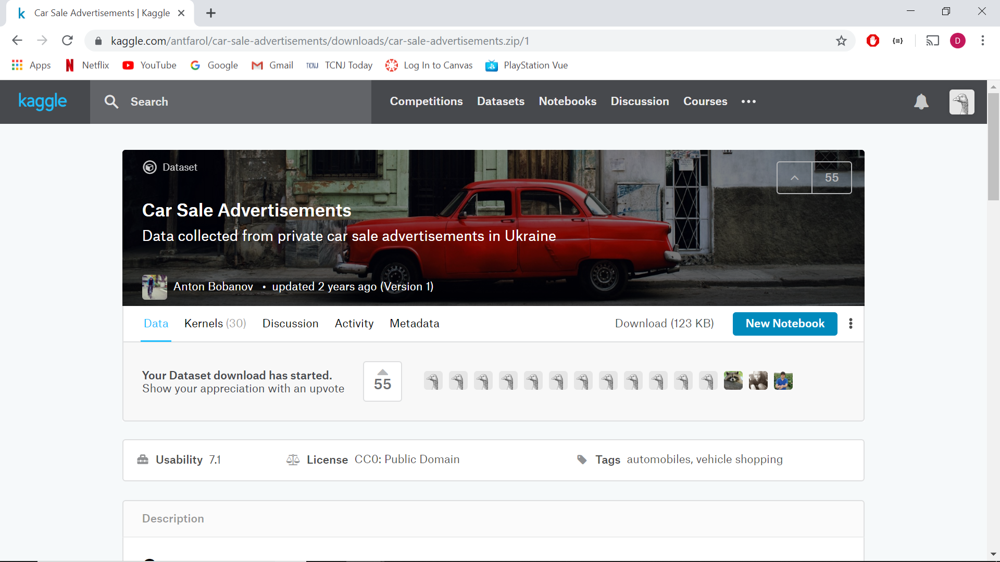 Car Sale Advertisements | Kaggle
kaggle.com/antfarol/car-sale-advertisements/downloads/car-sale-advertisements.zip/1
D
Apps Netflix YouTube Google Gmail TCNJ TCNJ Today Log In to Canvas PlayStation Vue
kaggle Search Competitions Datasets Notebooks Discussion Courses
Dataset
55
Car Sale Advertisements
Data collected from private car sale advertisements in Ukraine
Anton Bobanov • updated 2 years ago (Version 1)
Data Kernels (30) Discussion Activity Metadata Download (123 KB) New Notebook
Your Dataset download has started.
Show your appreciation with an upvote
55
Usability 7.1 License CC0: Public Domain Tags automobiles, vehicle shopping
Description